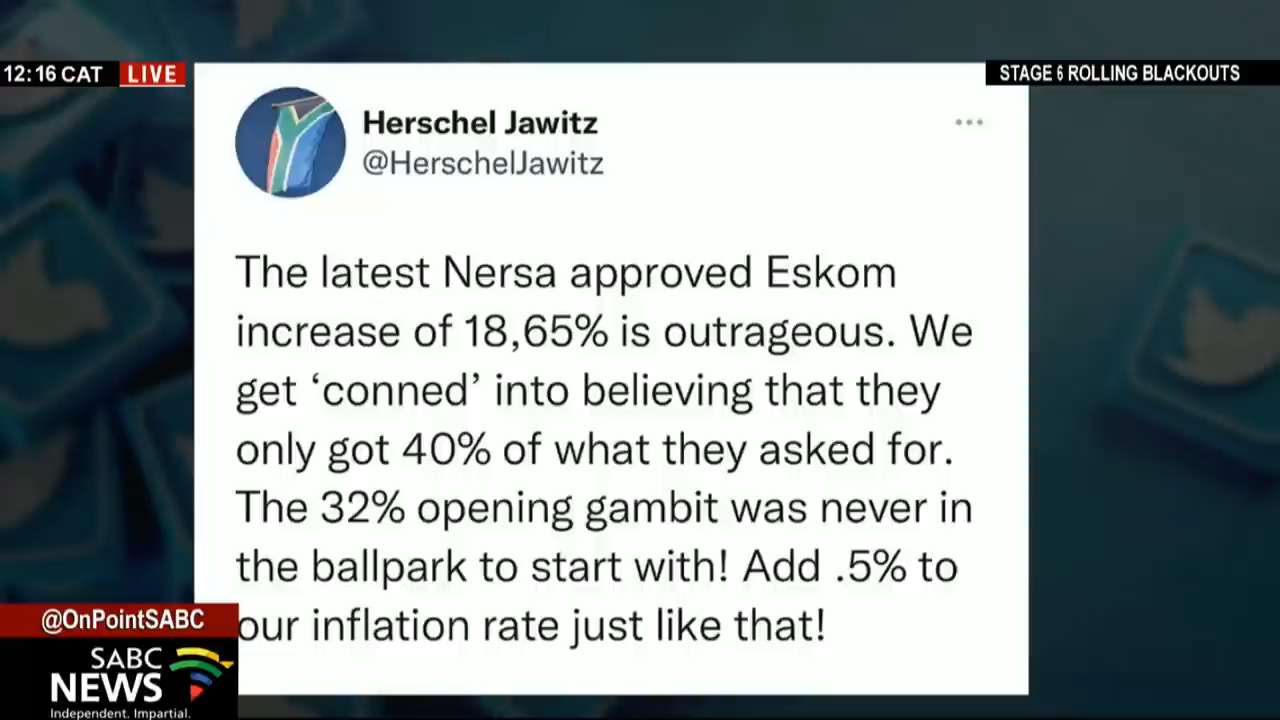 12:16 CAT LIVE
STAGE 6 ROLLING BLACKOUTS
Herschel Jawitz
@HerschelJawitz
The latest Nersa approved Eskom
increase of 18,65% is outrageous. We
get ‘conned’ into believing that they
only got 40% of what they asked for.
The 32% opening gambit was never in
the ballpark to start with! Add .5% to
our inflation rate just like that!
@OnPointSABC
SABC
NEWS
Independent. Impartial.